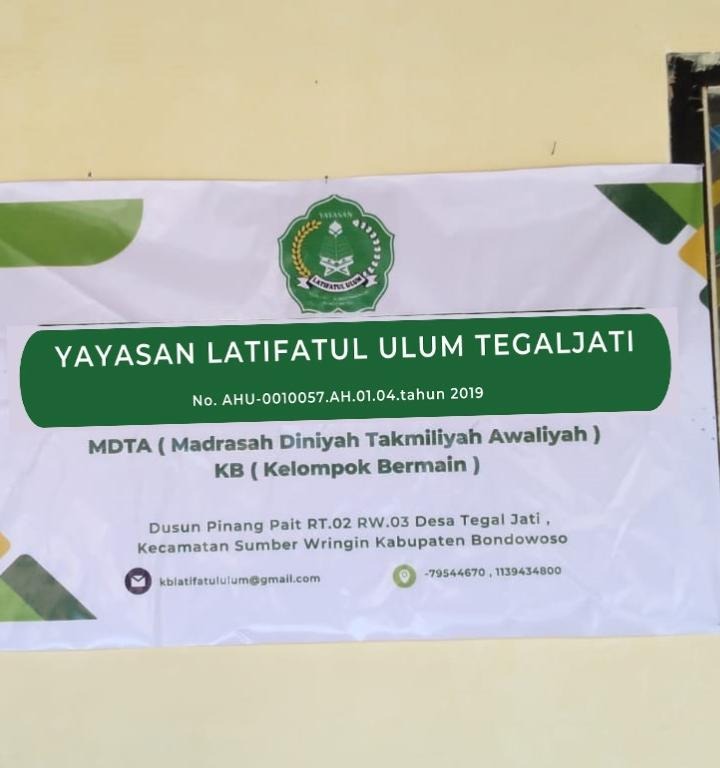 YAYASAN
LATIFATUL ULUM
YAYASAN LATIFATUL ULUM TEGALJATI
No. AHU-0010057.AH.01.04.tahun 2019
MDTA ( Madrasah Diniyah Takmiliyah Awaliyah )
KB ( Kelompok Bermain )
Dusun Pinang Pait RT.02 RW.03 Desa Tegal Jati ,
Kecamatan Sumber Wringin Kabupaten Bondowoso
kblatifatululum@gmail.com
-79544670 , 1139434800